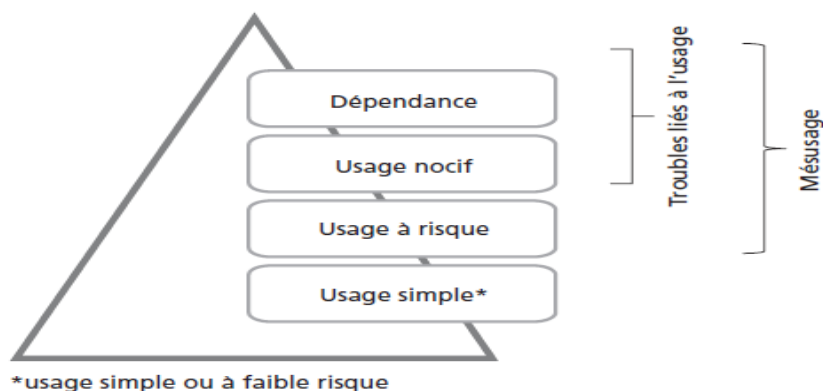 Dépendance
Usage nocif
Usage à risque
Usage simple*
Troubles liés à l'usage
Mésusage
*usage simple ou à faible risque